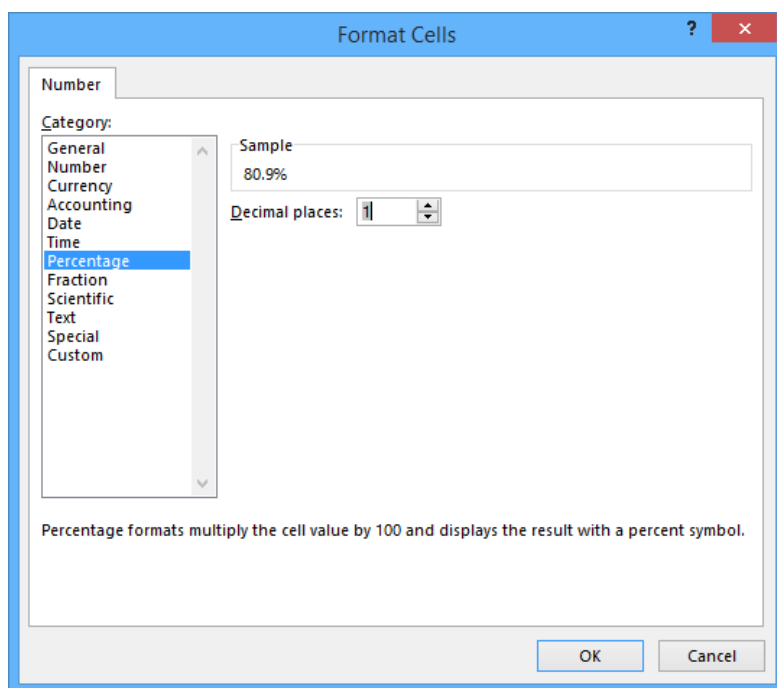 Format Cells
?
Number
Category:
General
Number
Currency
Accounting
Date
Time
Percentage
Fraction
Scientific
Text
Special
Custom
Sample
80.9%
Decimal places: 1
Percentage formats multiply the cell value by 100 and displays the result with a percent symbol.
OK Cancel